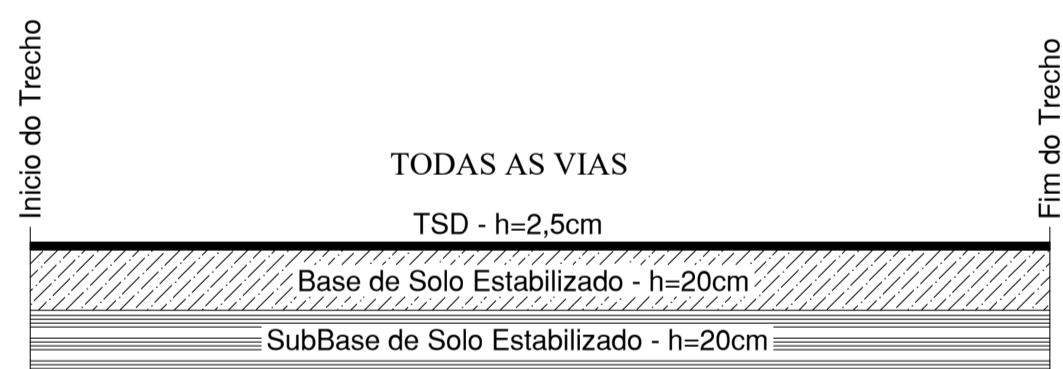 Inicio do Trecho
Fim do Trecho
TODAS AS VIAS
TSD - h=2,5cm
Base de Solo Estabilizado - h=20cm
SubBase de Solo Estabilizado - h=20cm